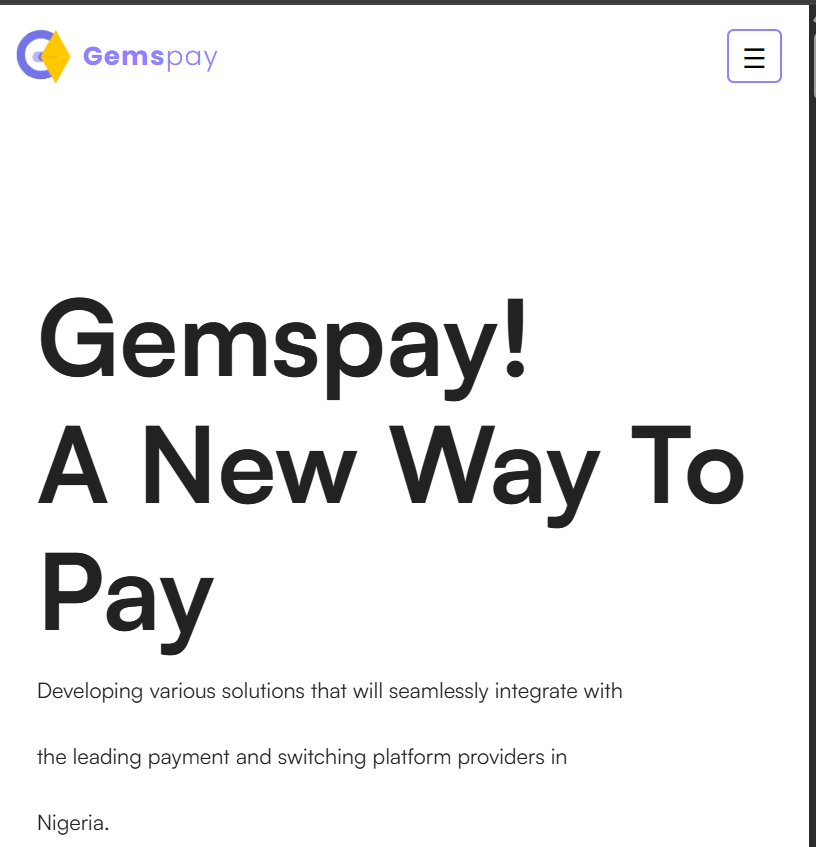 Gemspay
Gemspay!
A New Way To
Pay
Developing various solutions that will seamlessly integrate with
the leading payment and switching platform providers in
Nigeria.